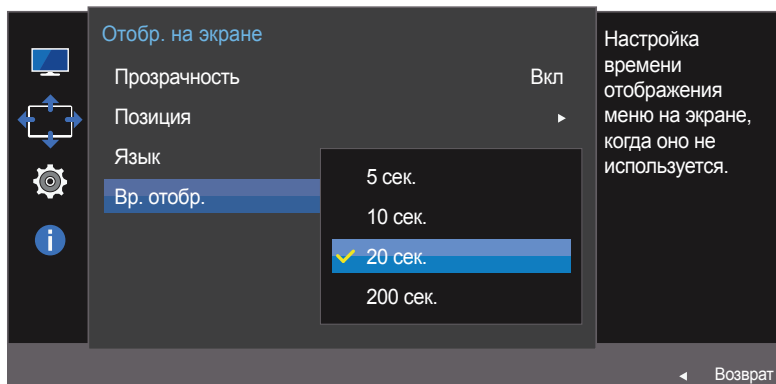 Отобр. на экране
Прозрачность Вкл
Позиция
Язык
Вр. отобр.
5 сек.
10 сек.
20 сек.
200 сек.
Настройка
времени
отображения
меню на экране,
когда оно не
используется.
Возврат